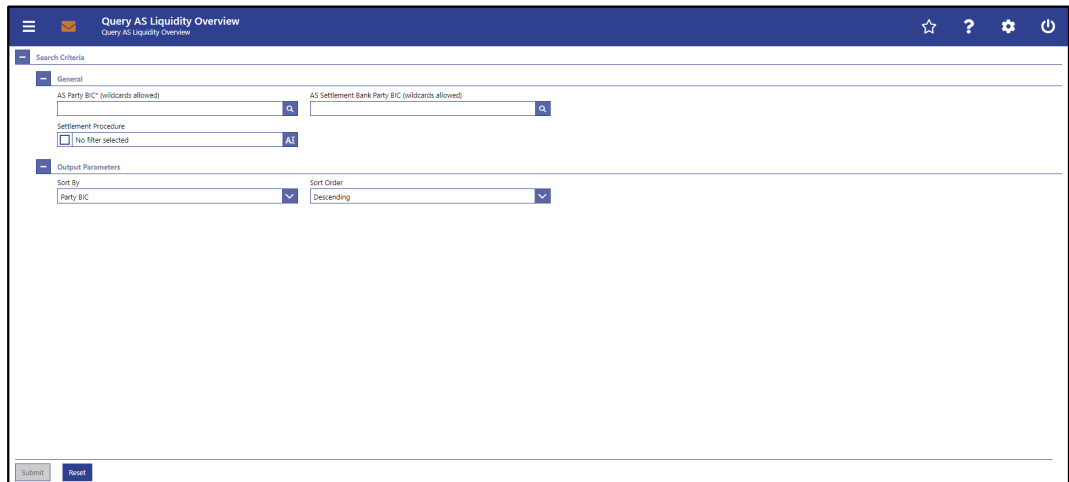 Query AS Liquidity Overview
Query AS Liquidity Overview
Search Criteria
General
AS Party BIC* (wildcards allowed) AS Settlement Bank Party BIC (wildcards allowed)
Settlement Procedure
No filter selected
Output Parameters
Sort By Sort Order
Party BIC Descending
Submit Reset